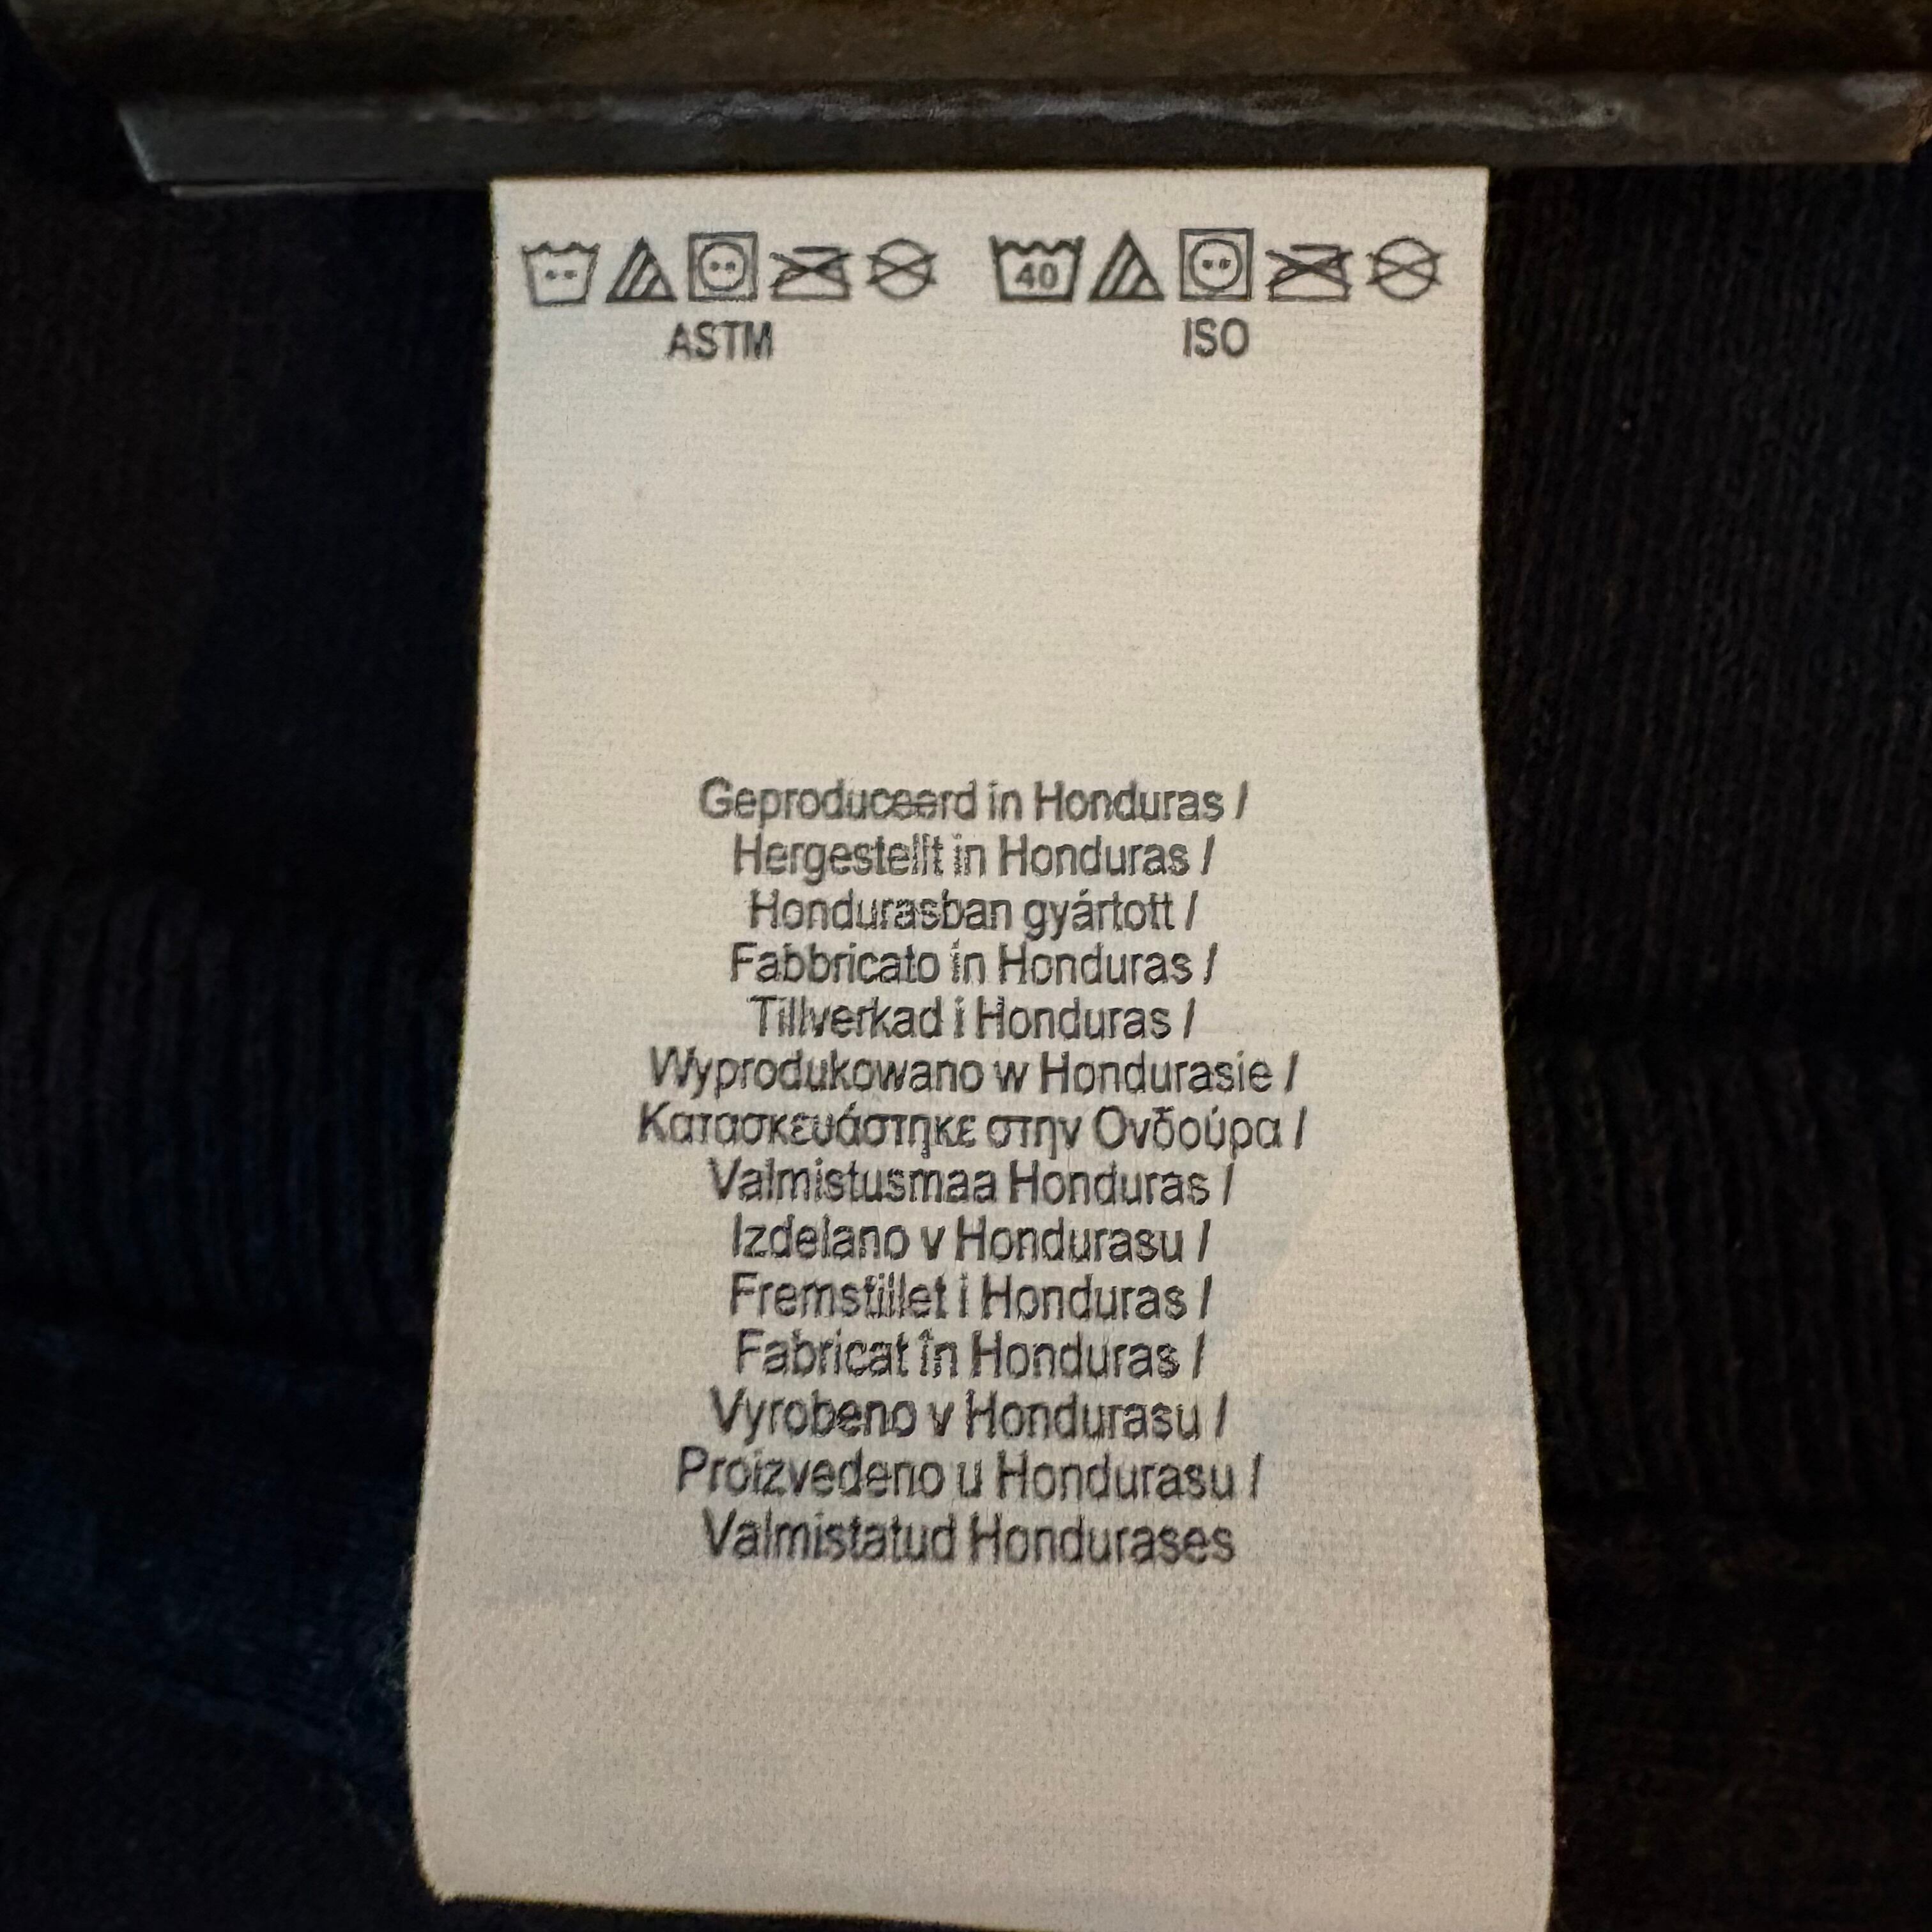 40
ASTM ISO
Geproduceerd in Honduras /
Hergestellt in Honduras /
Hondurasban gyártott /
Fabbricato in Honduras /
Tillverkad i Honduras /
Wyprodukowano w Hondurasie /
Κατασκευάστηκε στην Ονδούρα /
Valmistusmaa Honduras /
Izdelano v Hondurasu /
Fremstillet i Honduras /
Fabricat în Honduras /
Vyrobeno v Hondurasu /
Proizvedeno u Hondurasu /
Valmistatud Hondurases